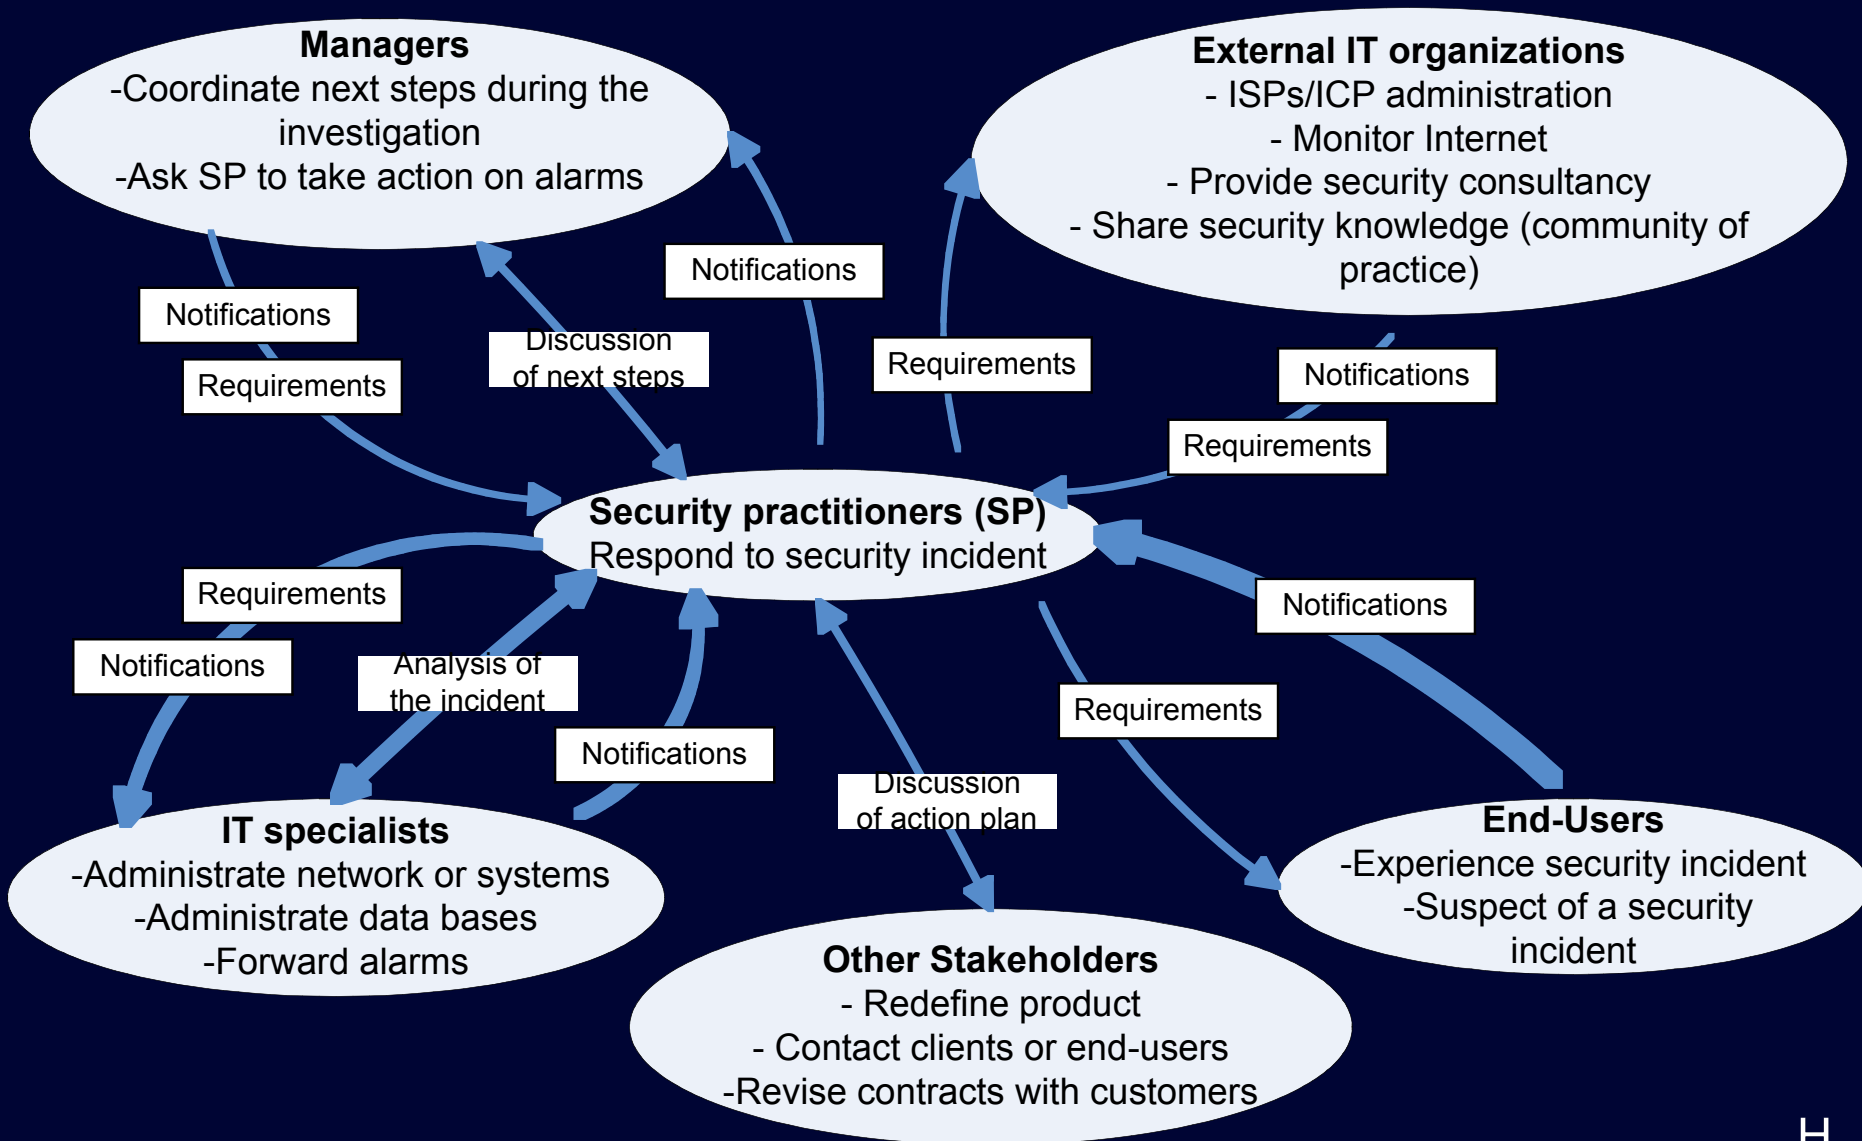 Managers
-Coordinate next steps during the
investigation
-Ask SP to take action on alarms
External IT organizations
- ISPs/ICP administration
- Monitor Internet
- Provide security consultancy
- Share security knowledge (community of
practice)
Notifications
Notifications
Requirements
Discussion
of next steps
Requirements
Notifications
Requirements
Security practitioners (SP)
Respond to security incident
Requirements
Notifications
Analysis of
the incident
Notifications
Notifications
Requirements
Discussion
of action plan
IT specialists
-Administrate network or systems
-Administrate data bases
-Forward alarms
End-Users
-Experience security incident
-Suspect of a security
incident
Other Stakeholders
- Redefine product
- Contact clients or end-users
-Revise contracts with customers
H